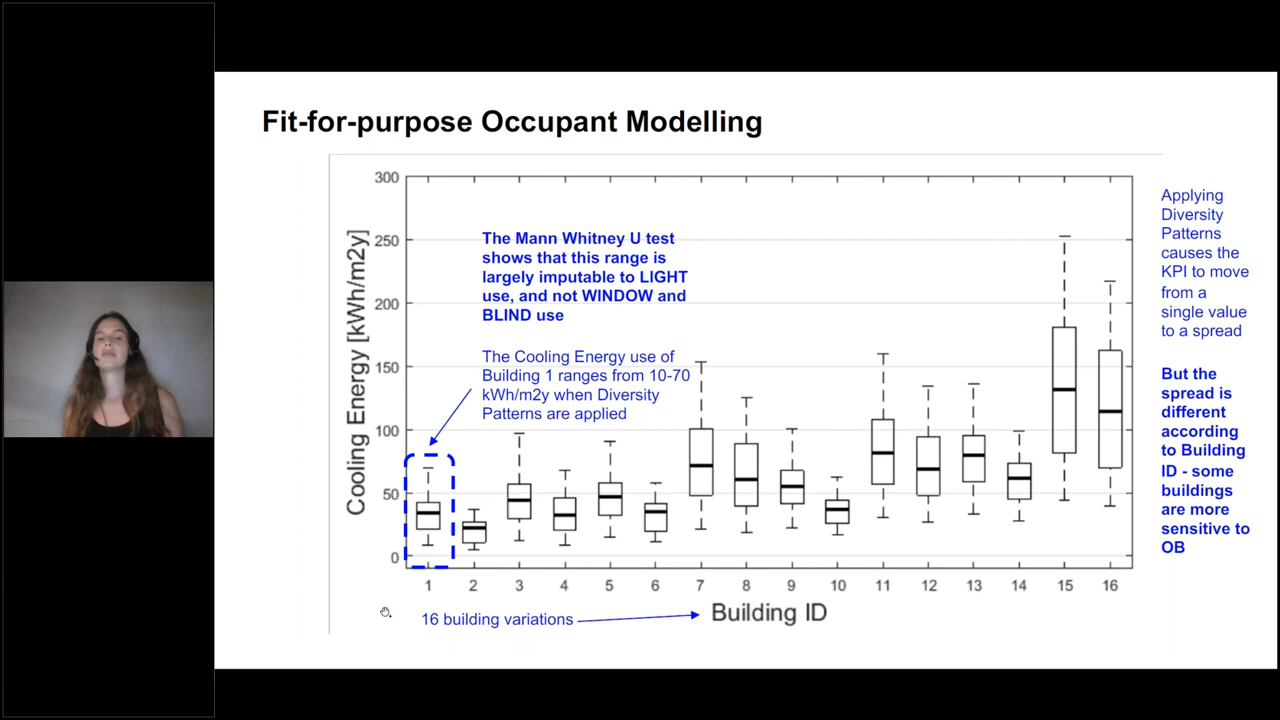 Fit-for-purpose Occupant Modelling
300
250
200
150
100
50
0
Cooling Energy [kWh/m2y]
The Mann Whitney U test
shows that this range is
largely imputable to LIGHT
use, and not WINDOW and
BLIND use
The Cooling Energy use of
Building 1 ranges from 10-70
kWh/m2y when Diversity
Patterns are applied
1 2 3 4 5 6 7 8 9 10 11 12 13 14 15 16
16 building variations
Building ID
Applying
Diversity
Patterns
causes the
KPI to move
from a
single value
to a spread
But the
spread is
different
according
to Building
ID - some
buildings
are more
sensitive to
OB